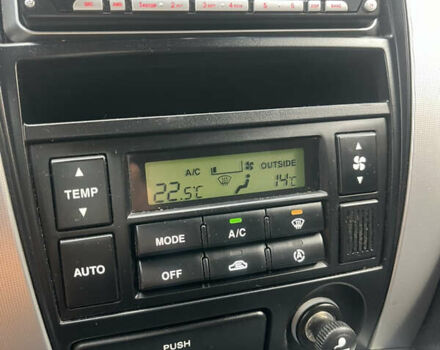 A/C OUTSIDE
22.5°C 14°C
TEMP
MODE A/C
AUTO OFF
PUSH